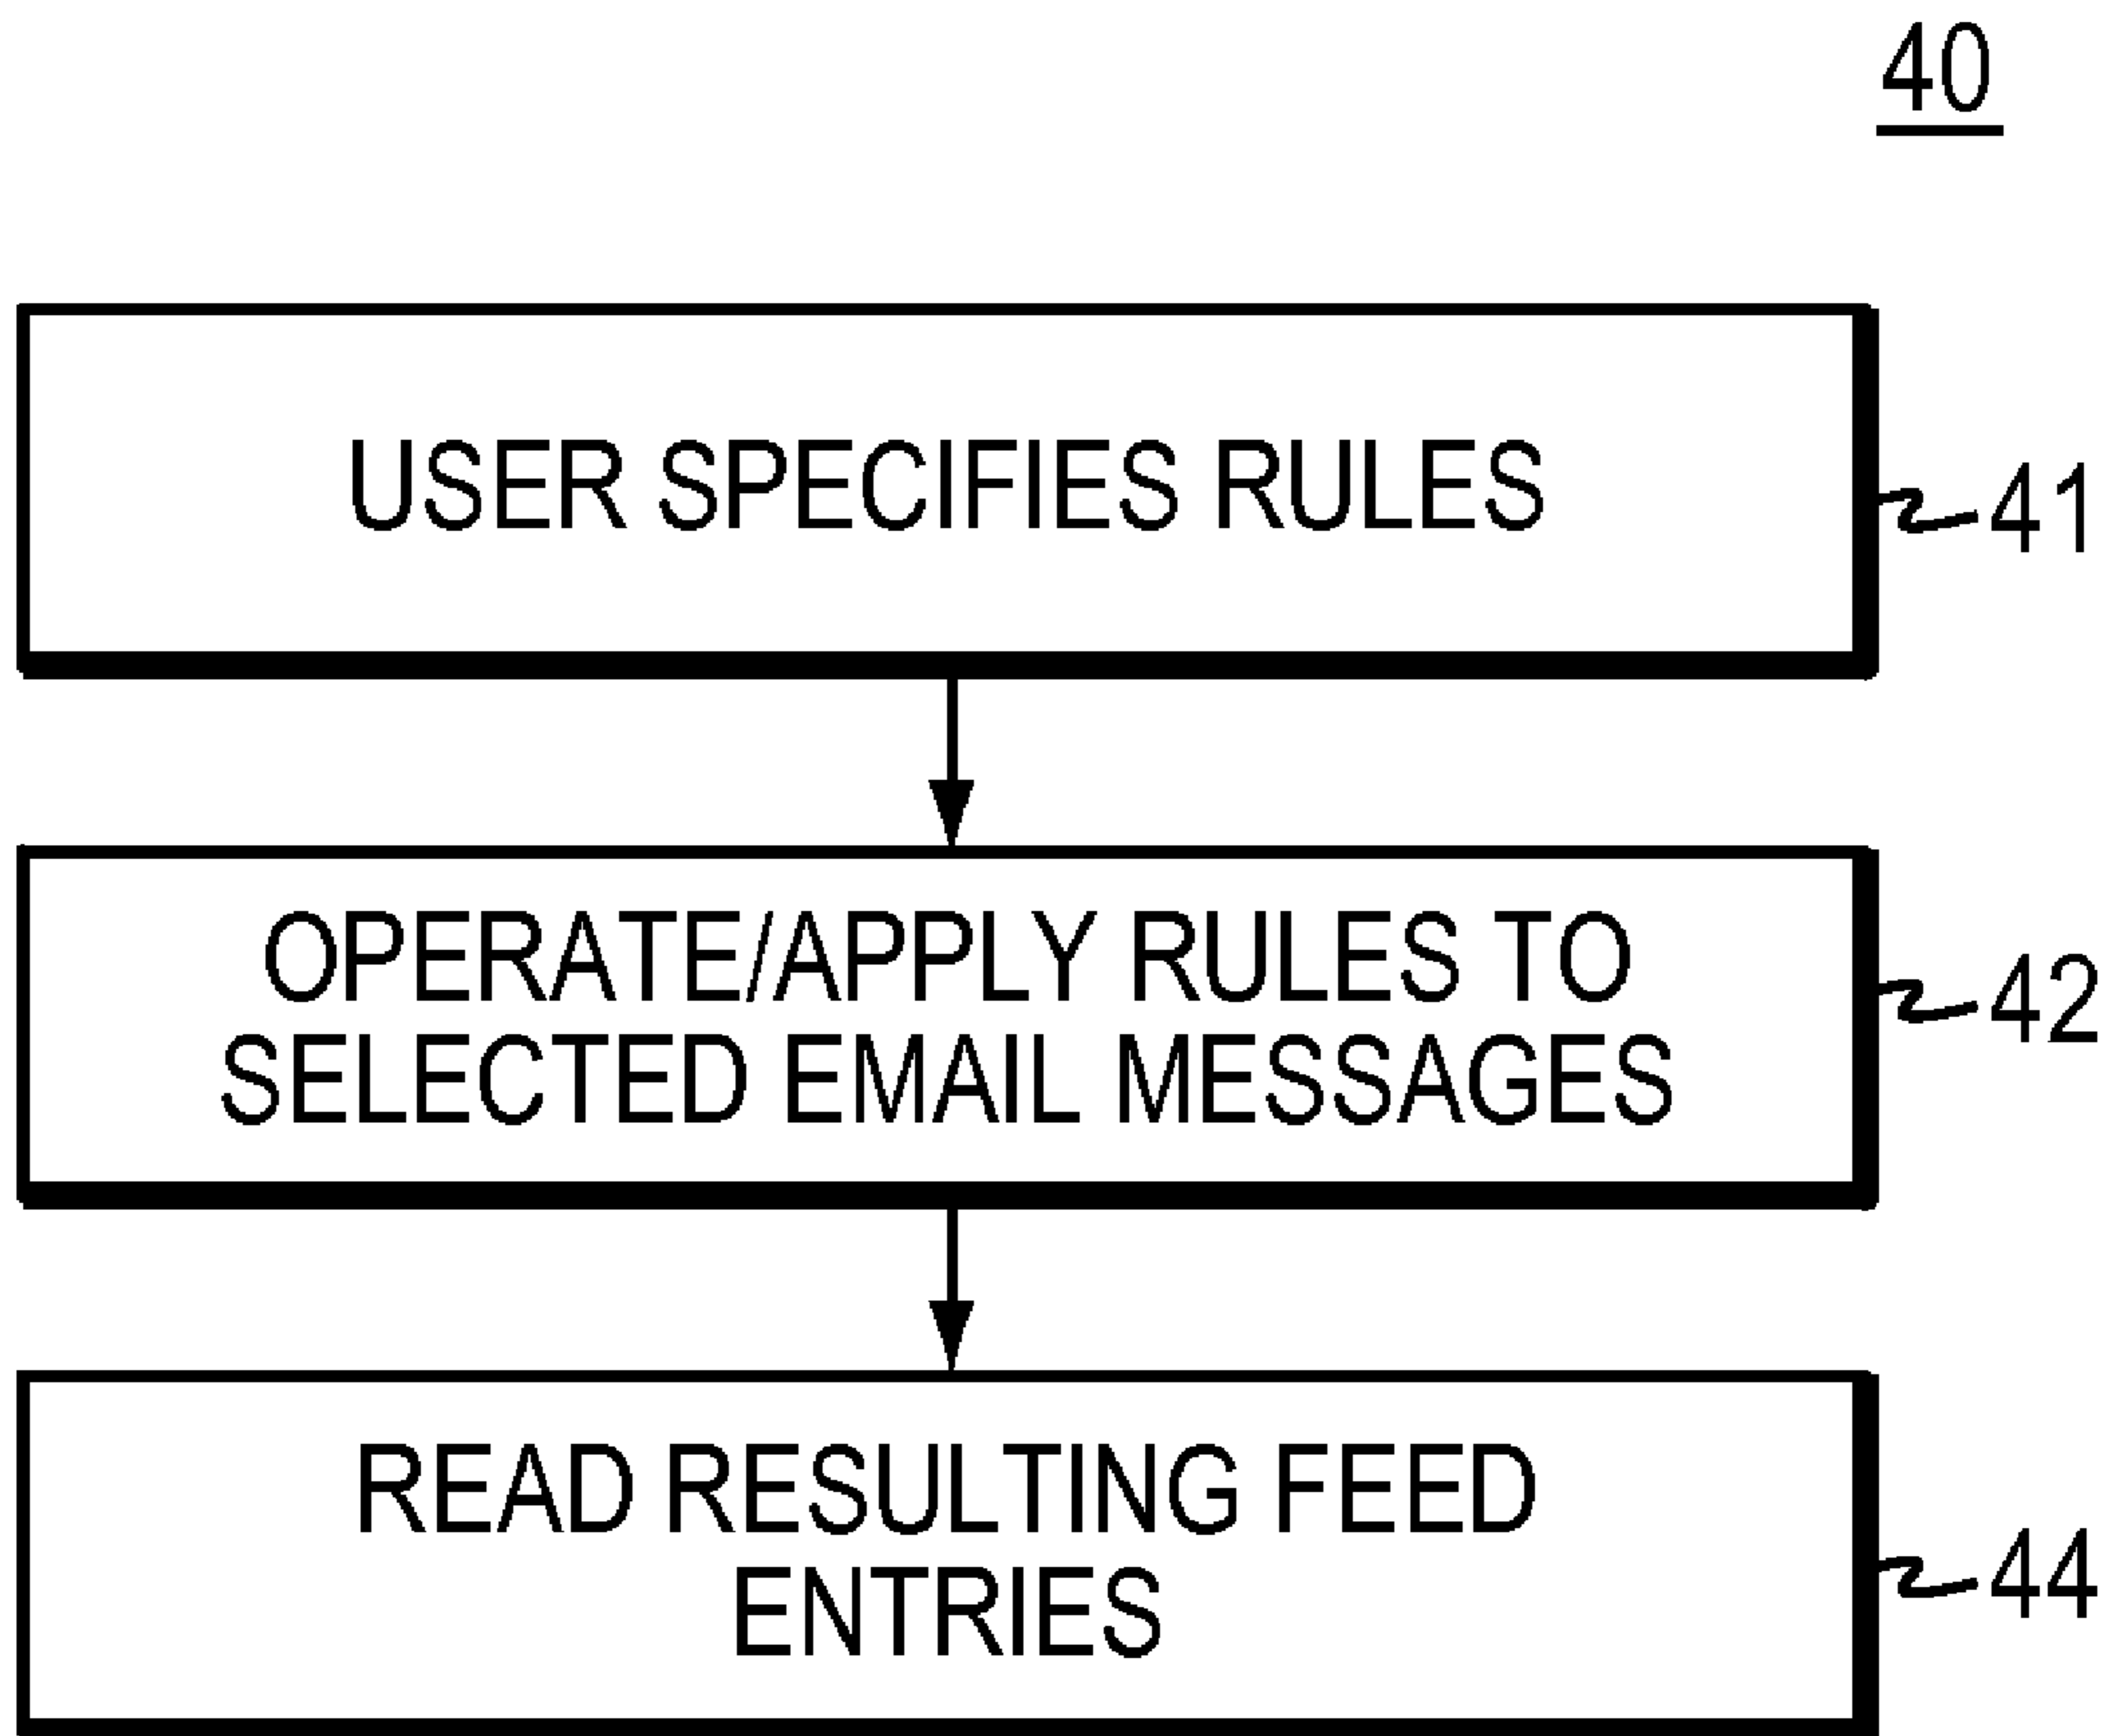 40
USER SPECIFIES RULES
41
OPERATE/APPLY RULES TO
SELECTED EMAIL MESSAGES
42
READ RESULTING FEED
ENTRIES
44